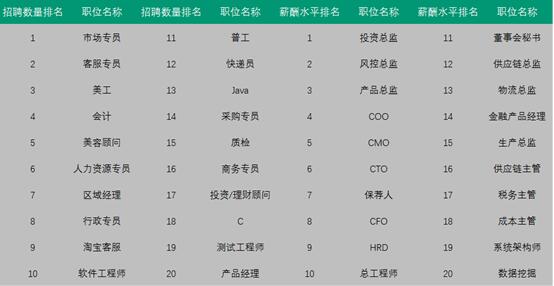 招聘数量排名 职位名称 招聘数量排名 职位名称 薪酬水平排名 职位名称 薪酬水平排名 职位名称
1 市场专员 11 普工 1 投资总监 11 董事会秘书
2 客服专员 12 快递员 2 风控总监 12 供应链总监
3 美工 13 Java 3 产品总监 13 物流总监
4 会计 14 采购专员 4 COO 14 金融产品经理
5 美容顾问 15 质检 5 CMO 15 生产总监
6 人力资源专员 16 商务专员 6 CTO 16 供应链主管
7 区域经理 17 投资/理财顾问 7 保荐人 17 税务主管
8 行政专员 18 C 8 CFO 18 成本主管
9 淘宝客服 19 测试工程师 9 HRD 19 系统架构师
10 软件工程师 20 产品经理 10 总工程师 20 数据挖掘